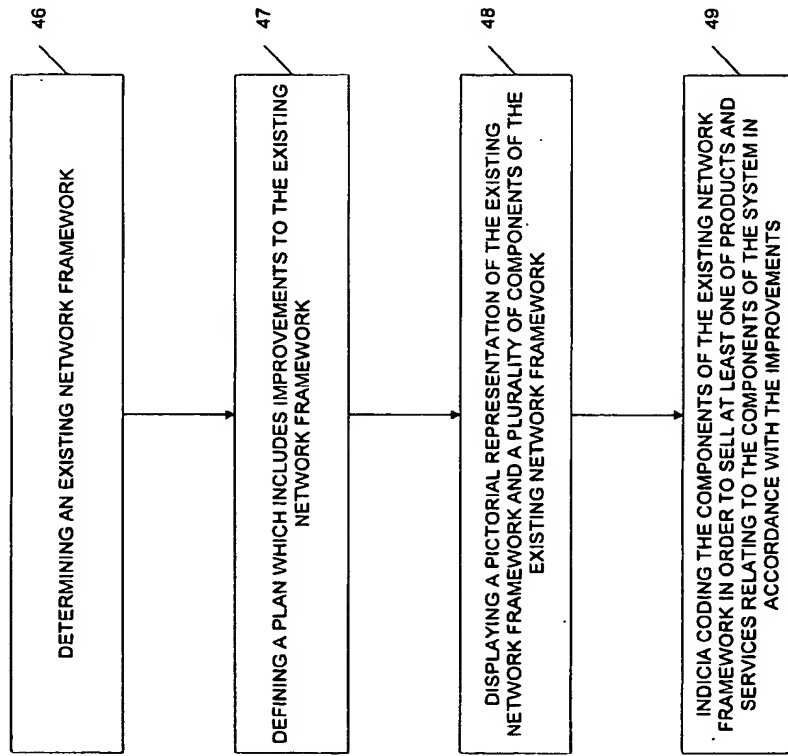 46
DETERMINING AN EXISTING NETWORK FRAMEWORK
47
DEFINING A PLAN WHICH INCLUDES IMPROVEMENTS TO THE EXISTING
NETWORK FRAMEWORK
48
DISPLAYING A PICTORIAL REPRESENTATION OF THE EXISTING
NETWORK FRAMEWORK AND A PLURALITY OF COMPONENTS OF THE
EXISTING NETWORK FRAMEWORK
49
INDICIA CODING THE COMPONENTS OF THE EXISTING NETWORK
FRAMEWORK IN ORDER TO SELL AT LEAST ONE OF PRODUCTS AND
SERVICES RELATING TO THE COMPONENTS OF THE SYSTEM IN
ACCORDANCE WITH THE IMPROVEMENTS